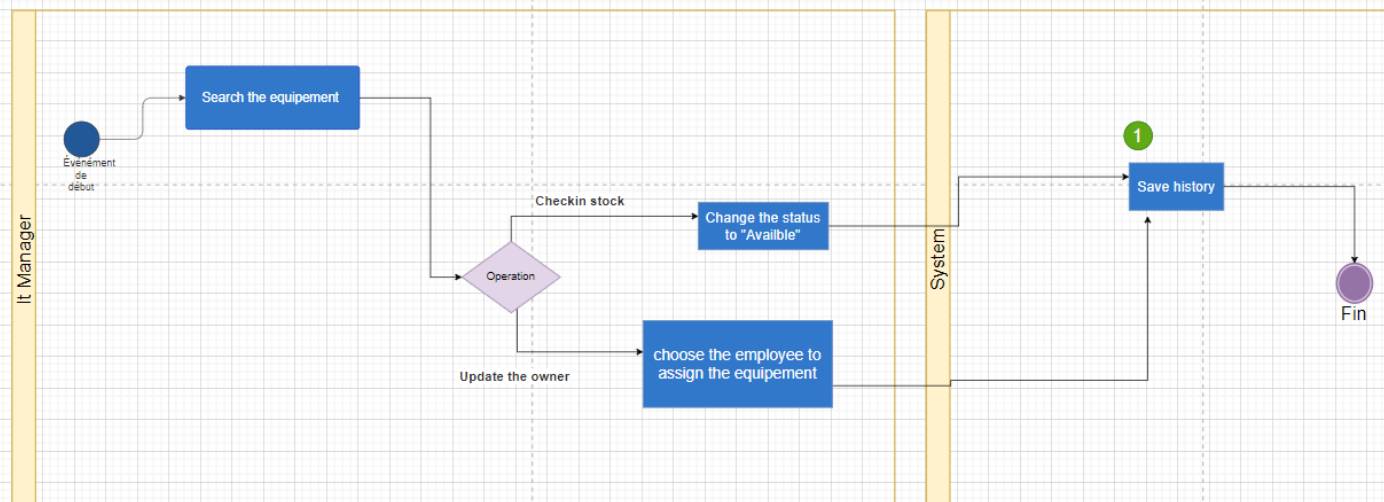 It Manager
Search the equipement
Événément
de
début
Operation
Checkin stock
Change the status
to "Availble"
Update the owner
choose the employee to
assign the equipement
System
1
Save history
Fin